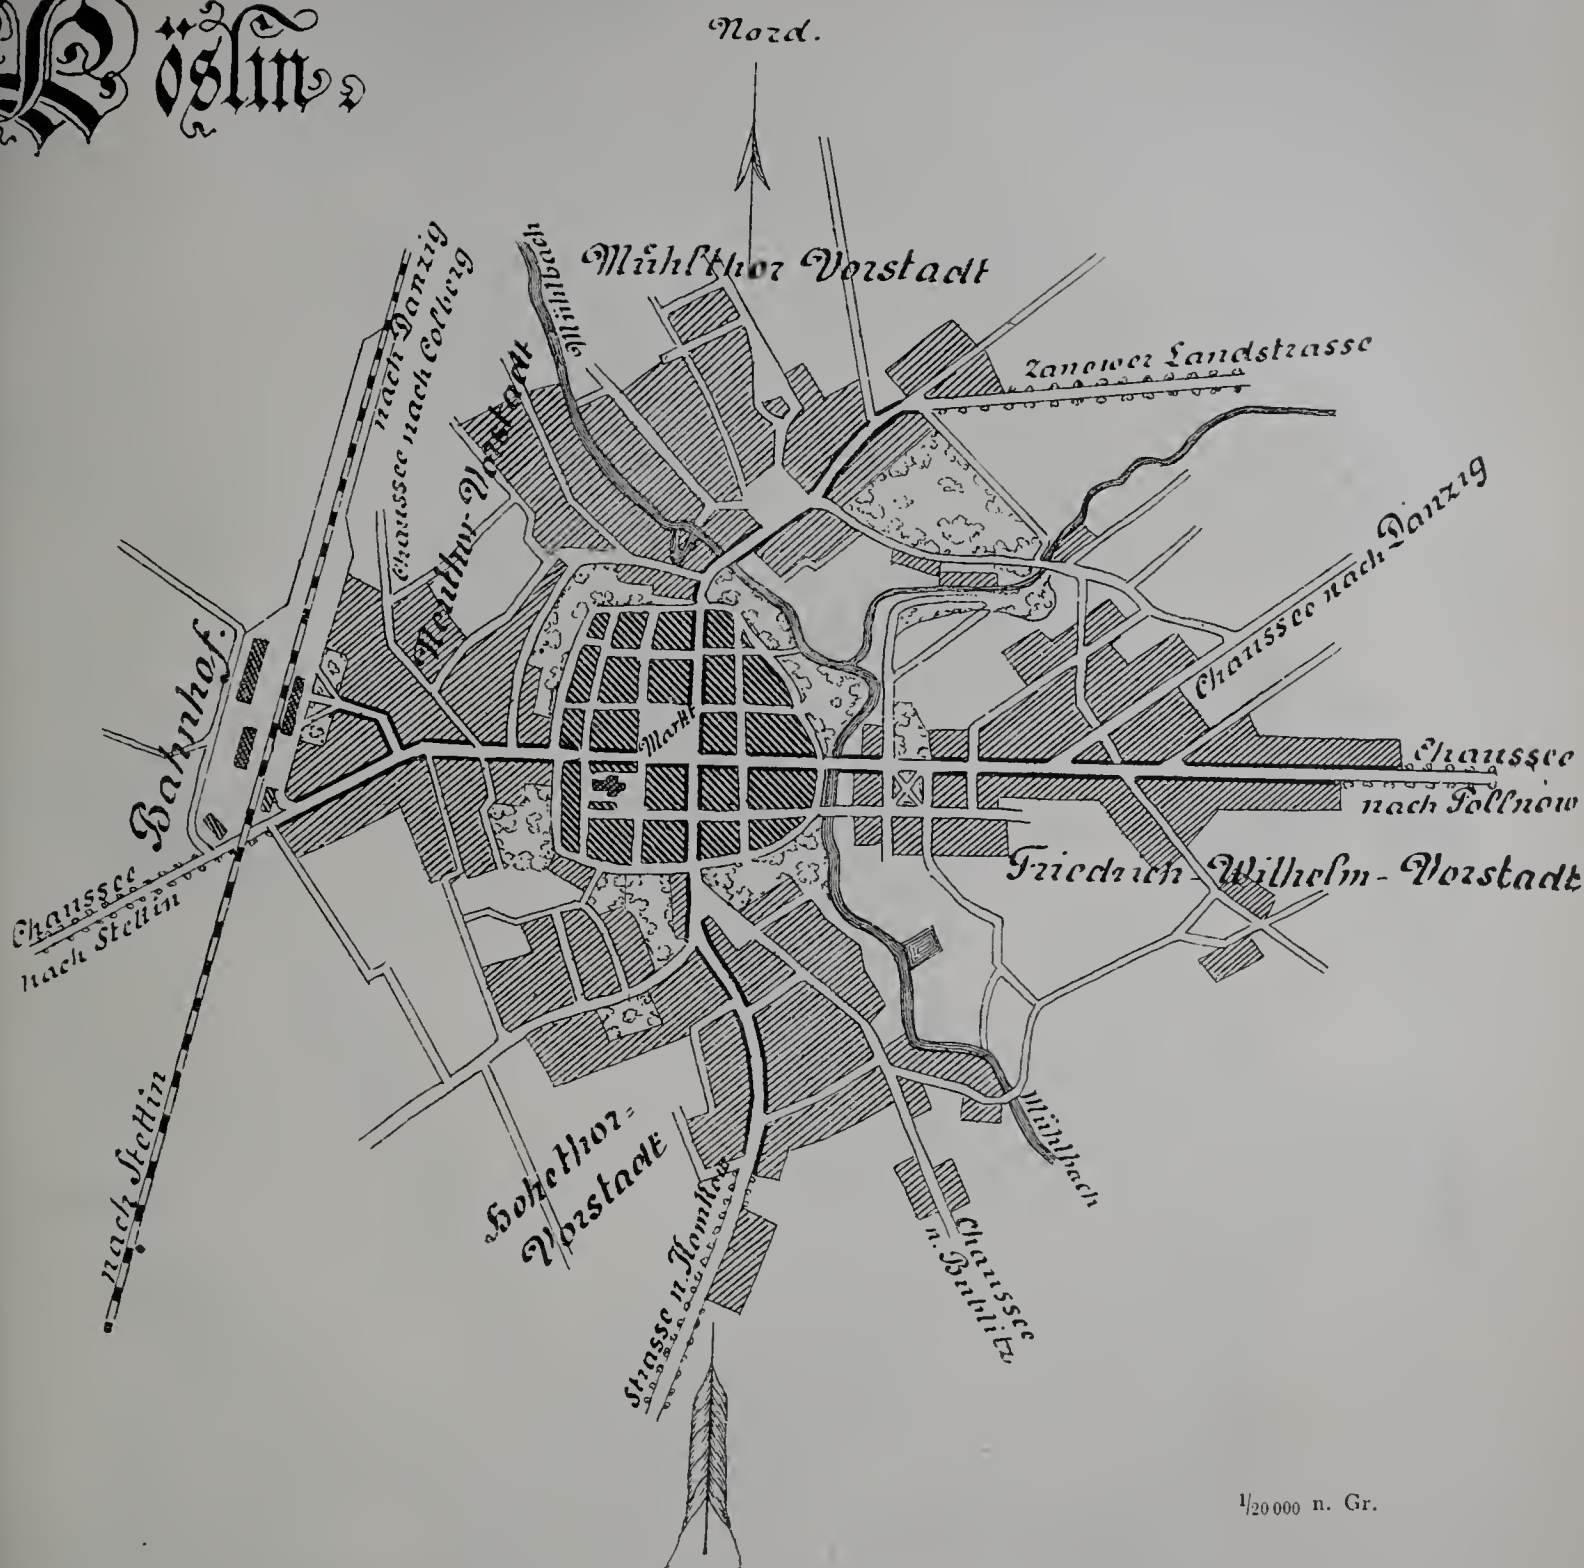 Köslin.
Nord.
Mühlthor Vorstadt
Mühlbach
nach Danzig
Chaussee nach Colberg
Neuthor-Vorstadt
Zanower Landstrasse
Chaussee nach Danzig
Bahnhof.
Markt
Chaussee
nach Tollnow
Friedrich-Wilhelm-Vorstadt
Chaussee
nach Stettin
nach Stettin
Hohethor-
Vorstadt
Mühlbach
Strasse n. Konikow
Chaussee
n. Bublitz
1/20 000 n. Gr.